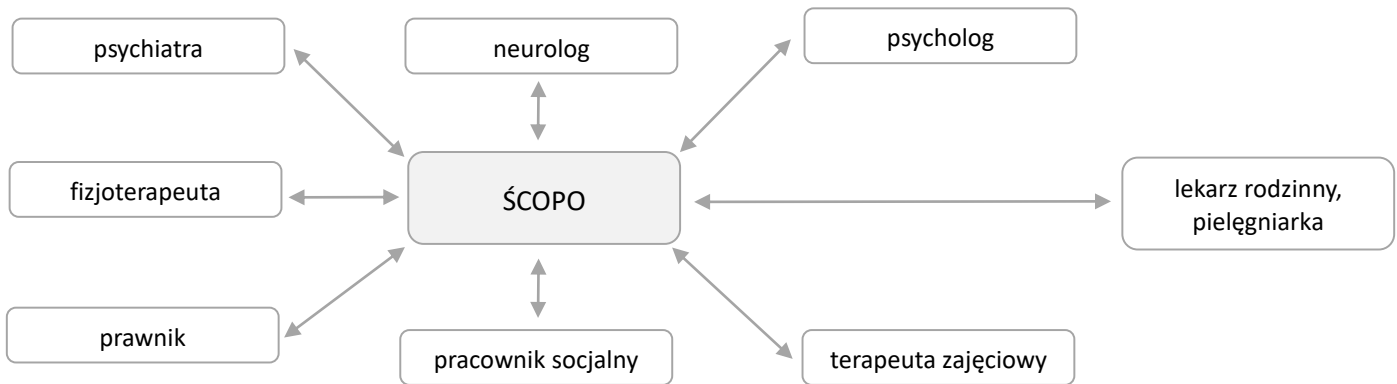 psychiatra
neurolog
psycholog
fizjoterapeuta
ŚCOPO
lekarz rodzinny,
pielęgniarka
prawnik
pracownik socjalny
terapeuta zajęciowy